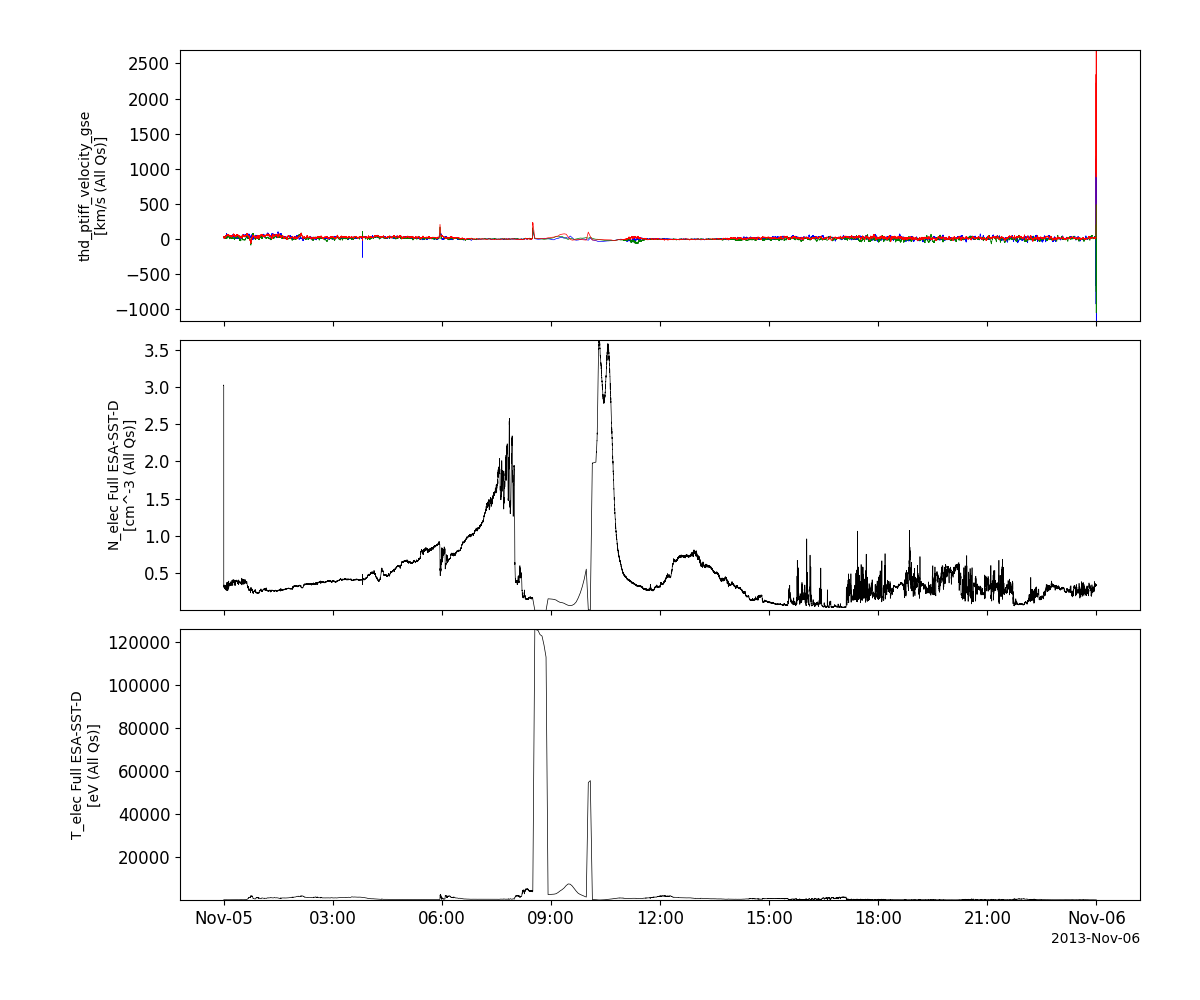 2500
2000
1500
1000
500
0
−500
−1000
thd_ptiff_velocity_gse
[km/s (All Qs)]
3.5
3.0
2.5
2.0
1.5
1.0
0.5
N_elec Full ESA-SST-D
[cm^-3 (All Qs)]
120000
100000
80000
60000
40000
20000
T_elec Full ESA-SST-D
[eV (All Qs)]
Nov-05 03:00 06:00 09:00 12:00 15:00 18:00 21:00 Nov-06
2013-Nov-06